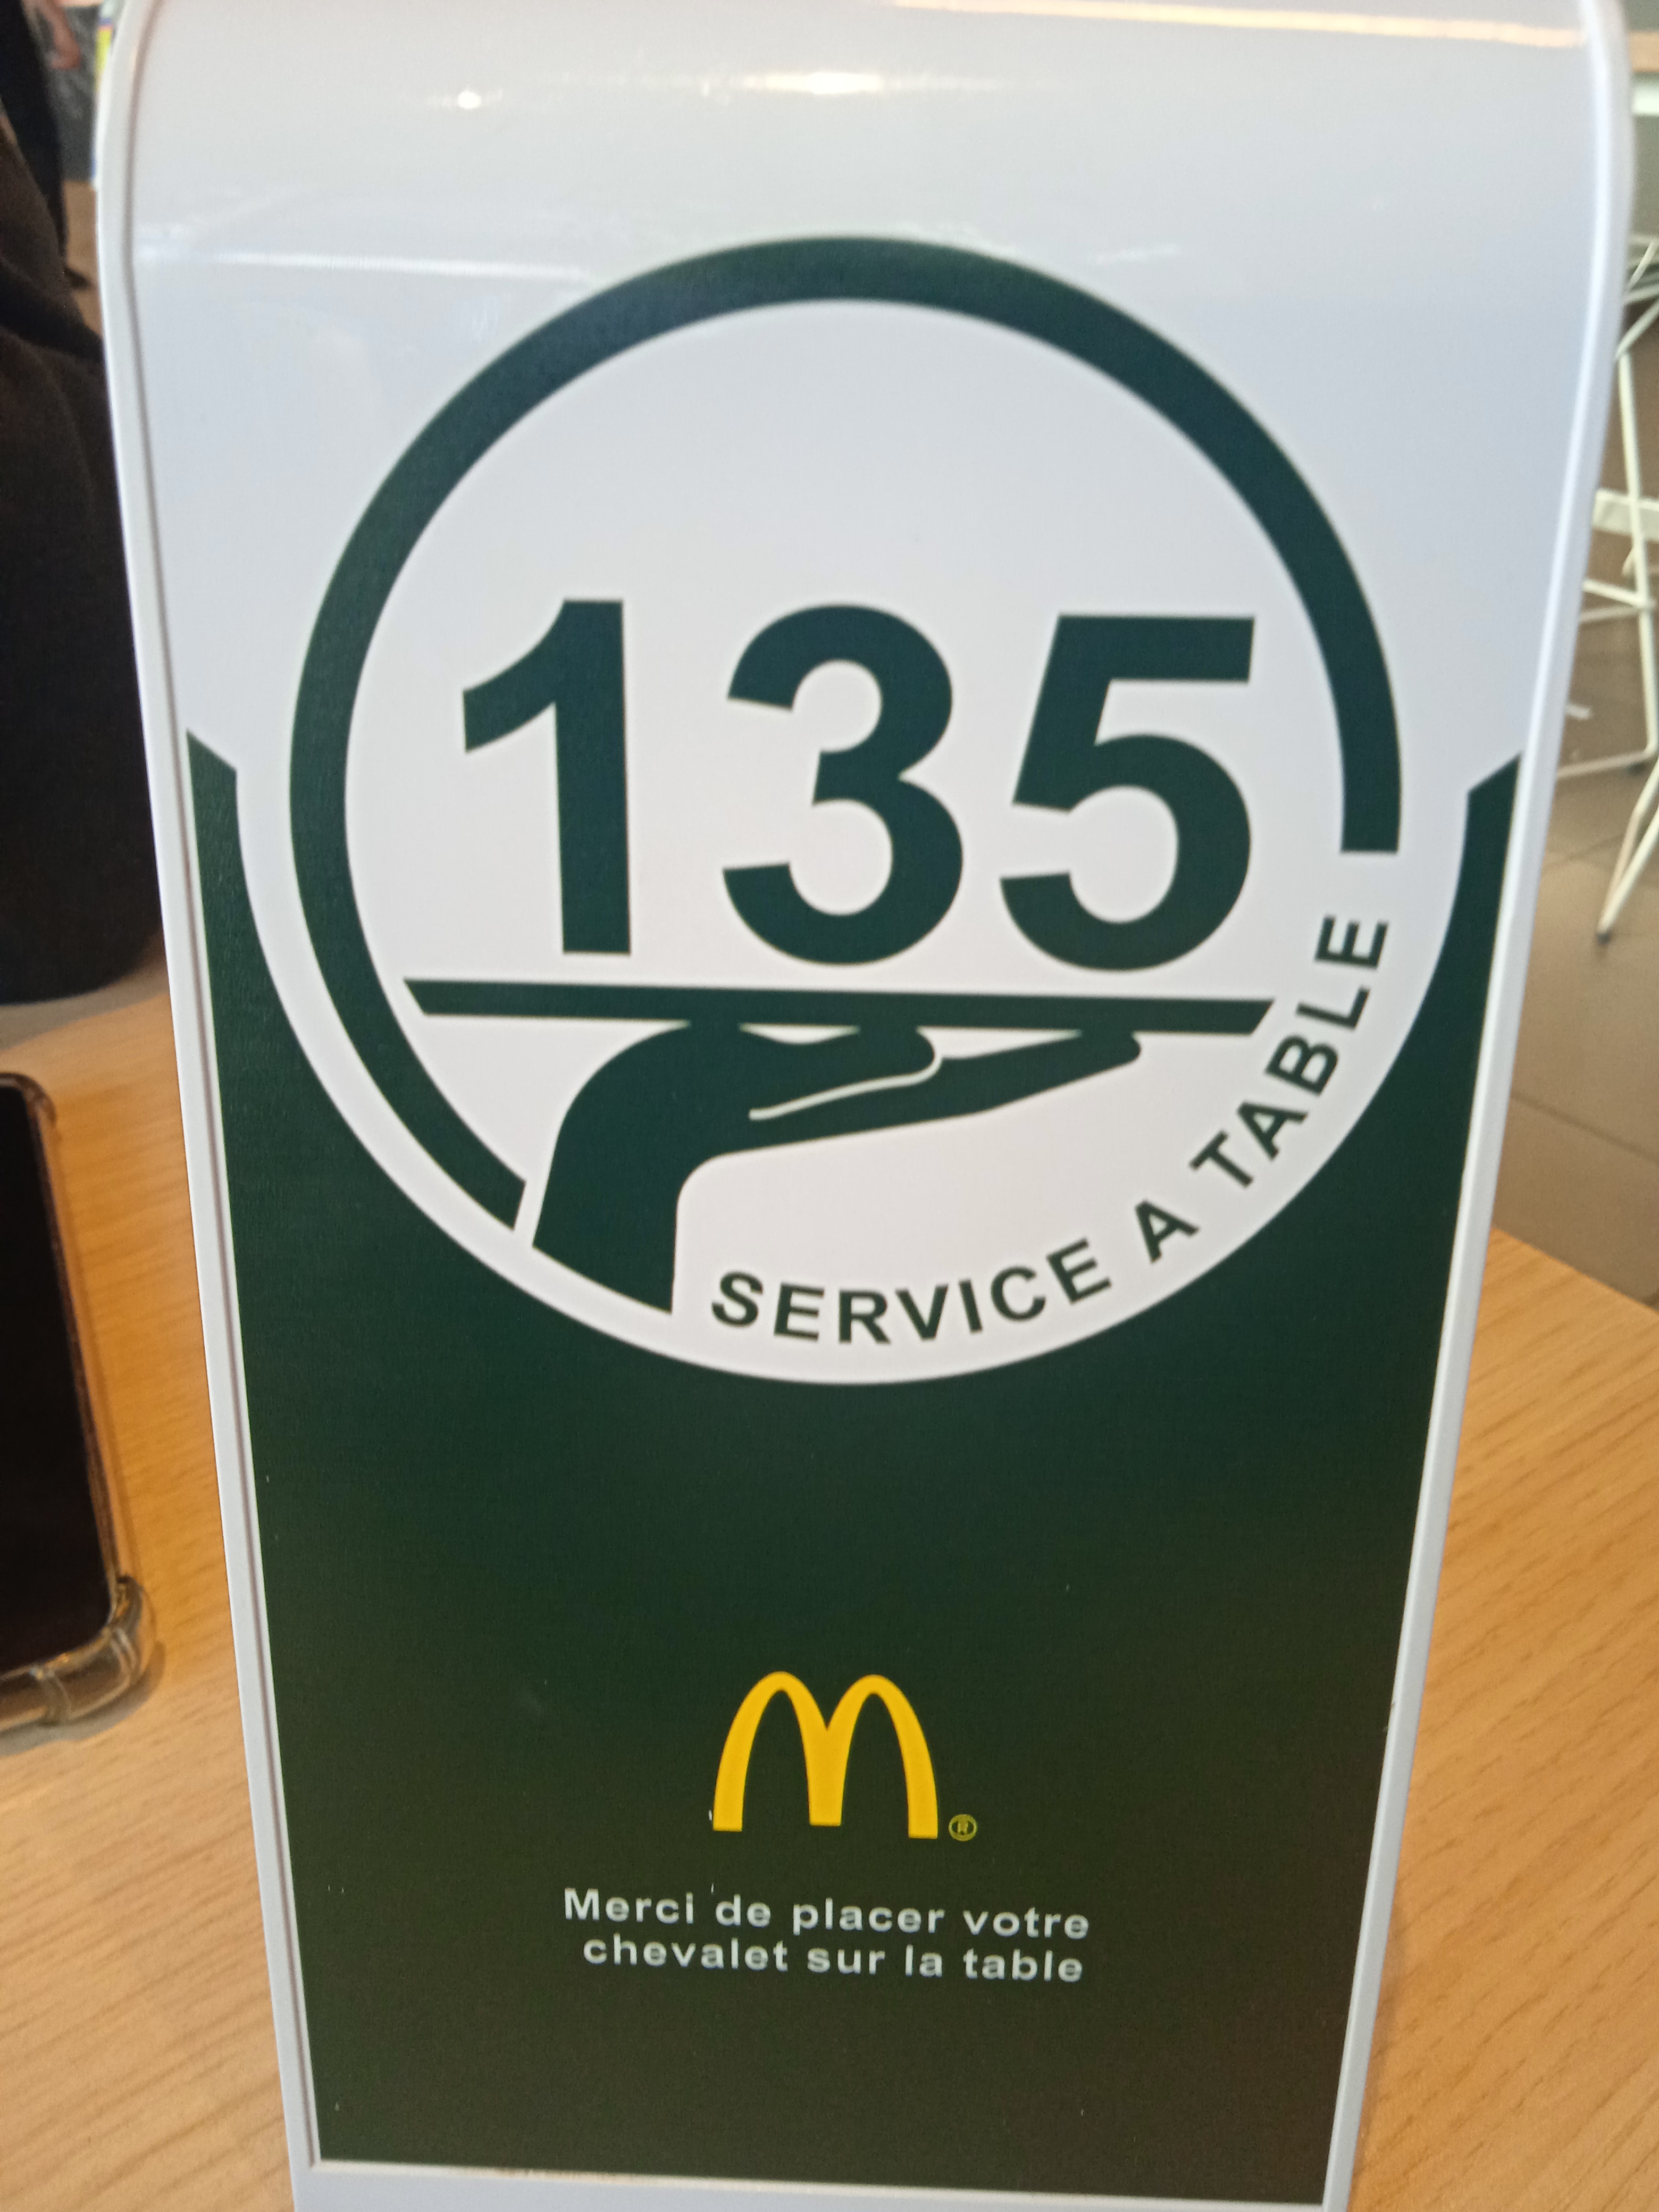 135
SERVICE A TABLE
M®
Merci de placer votre
chevalet sur la table